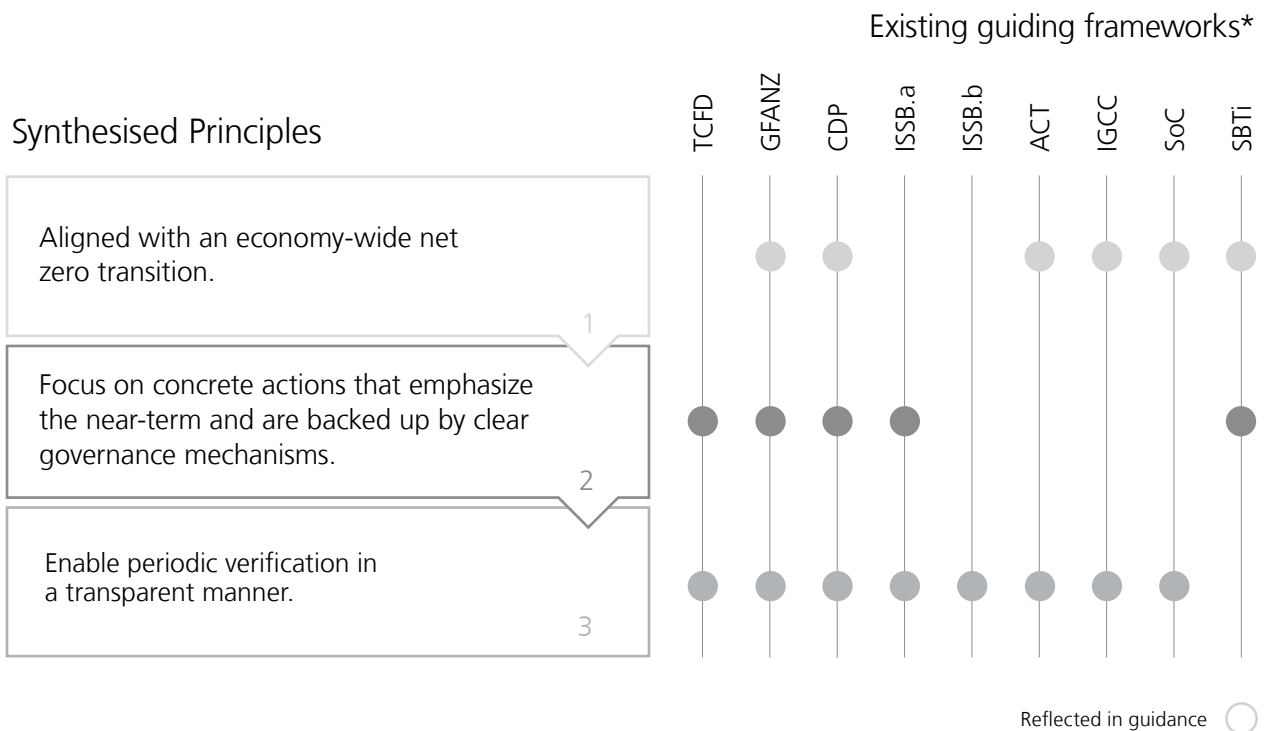 Existing guiding frameworks*
Synthesised Principles
TCFD
GFANZ
CDP
ISSB.a
ISSB.b
ACT
IGCC
SoC
SBTi
Aligned with an economy-wide net
zero transition.
1
Focus on concrete actions that emphasize
the near-term and are backed up by clear
governance mechanisms.
2
Enable periodic verification in
a transparent manner.
3
Reflected in guidance